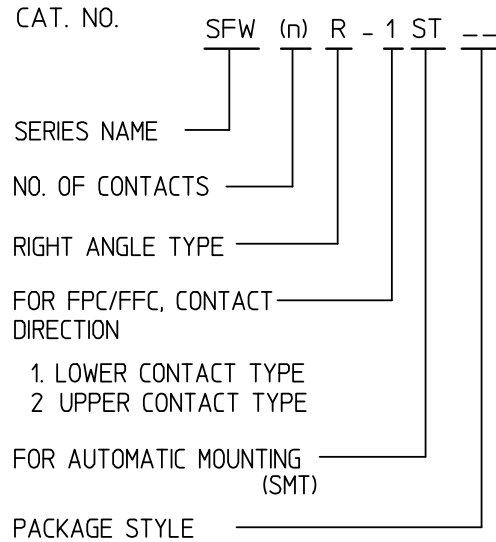 CAT. NO. SFW (n) R - 1 ST _ _
SERIES NAME
NO. OF CONTACTS
RIGHT ANGLE TYPE
FOR FPC/FFC, CONTACT
DIRECTION
1. LOWER CONTACT TYPE
2 UPPER CONTACT TYPE
FOR AUTOMATIC MOUNTING
(SMT)
PACKAGE STYLE